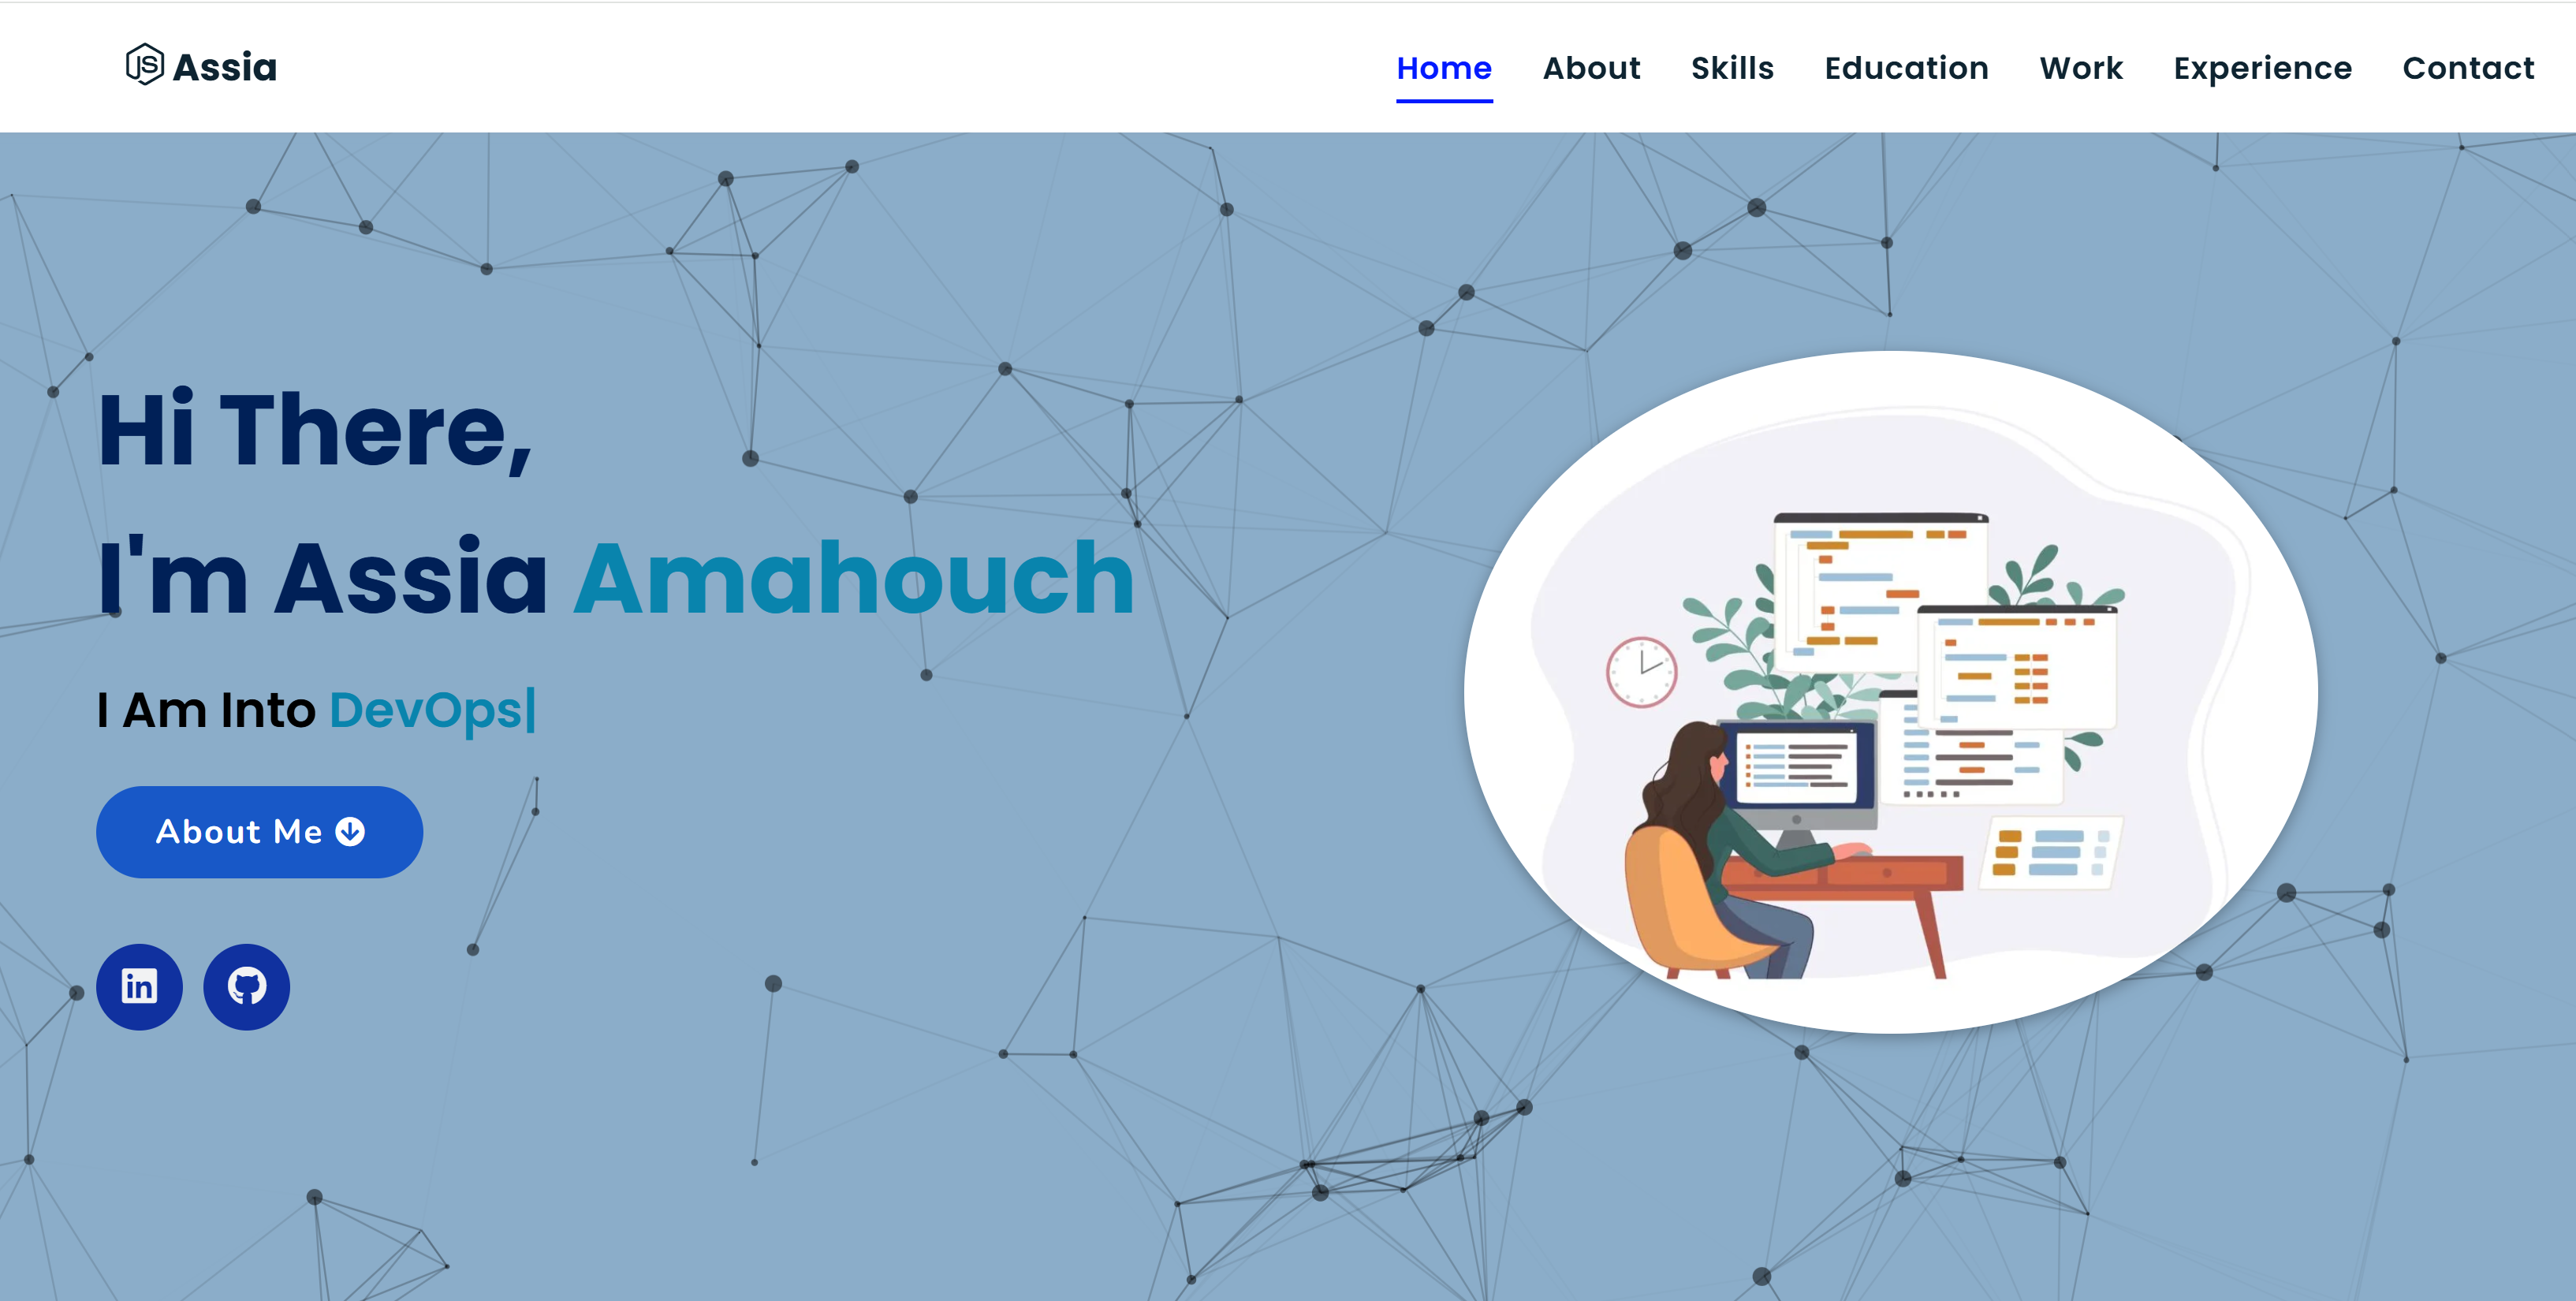 JS Assia
Home About Skills Education Work Experience Contact
Hi There,
I'm Assia Amahouch
I Am Into DevOps|
About Me
in